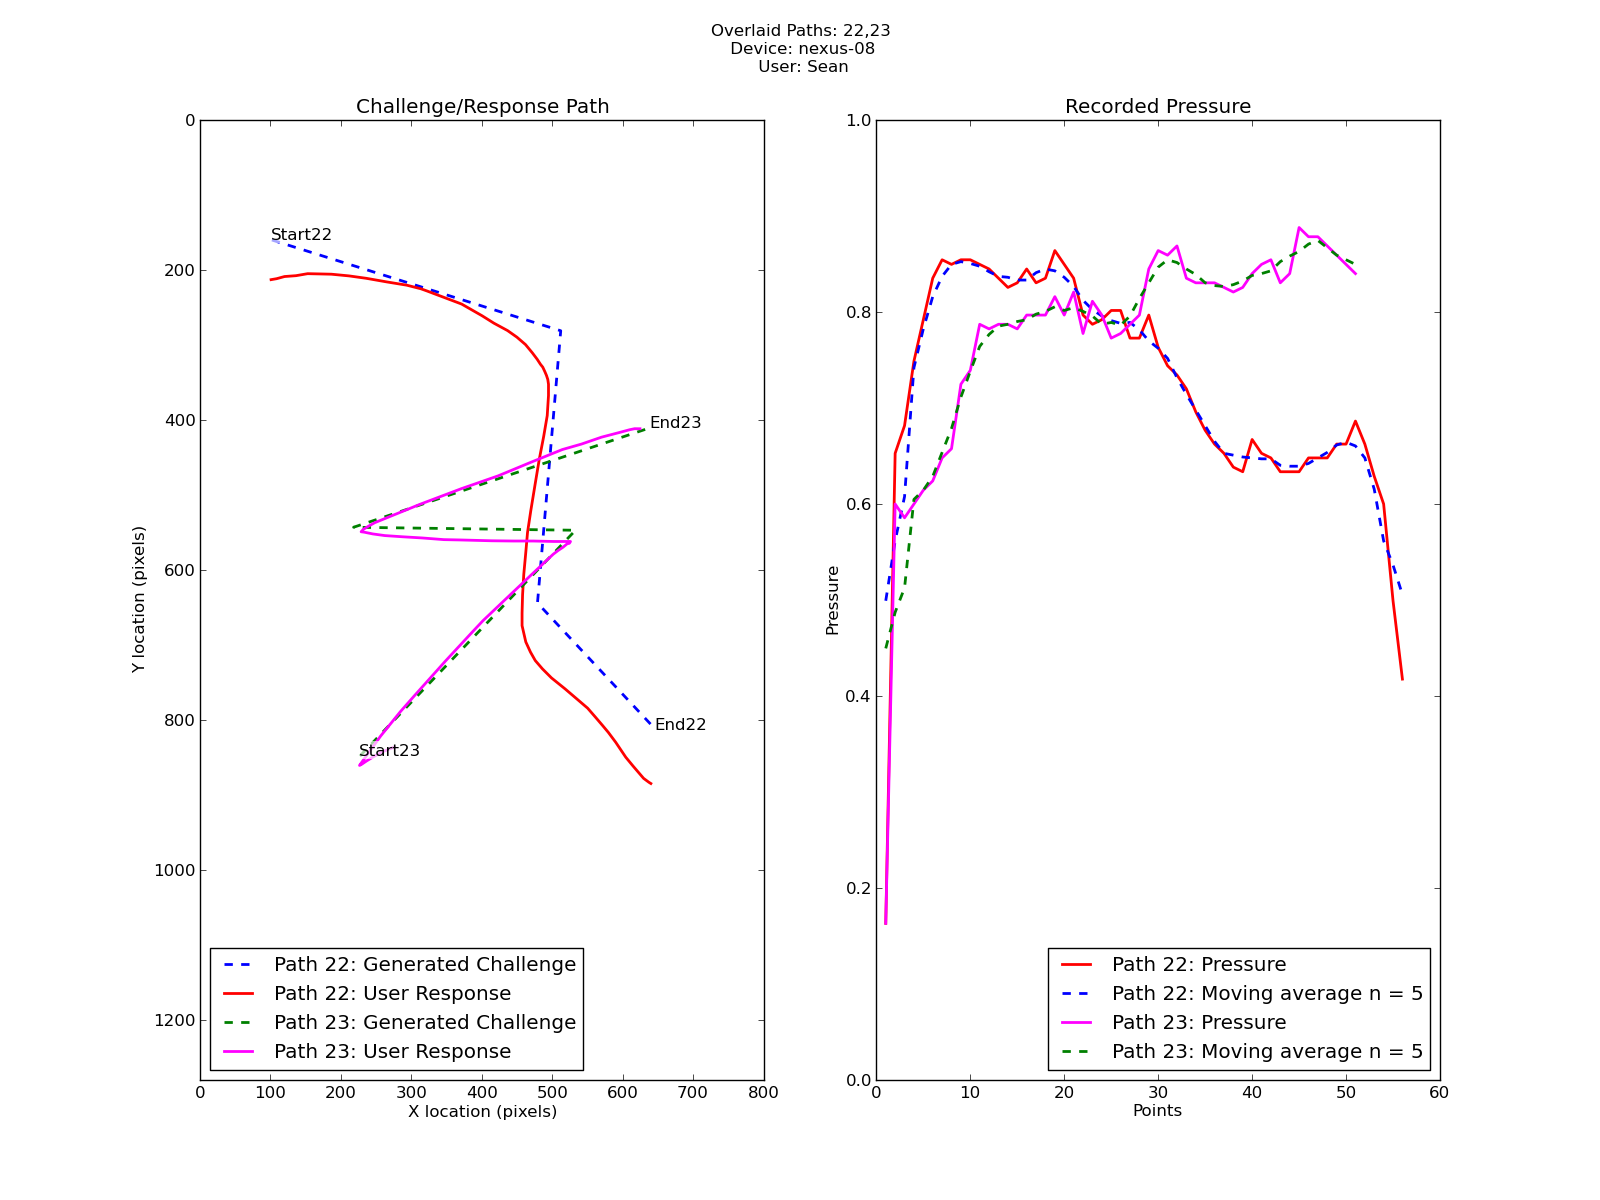 Overlaid Paths: 22,23
Device: nexus-08
User: Sean
Challenge/Response Path
0
200
400
600
800
1000
1200
Y location (pixels)
Start22
End23
End22
Start23
Path 22: Generated Challenge
Path 22: User Response
Path 23: Generated Challenge
Path 23: User Response
0 100 200 300 400 500 600 700 800
X location (pixels)
Recorded Pressure
1.0
0.8
0.6
0.4
0.2
0.0
Pressure
Path 22: Pressure
Path 22: Moving average n = 5
Path 23: Pressure
Path 23: Moving average n = 5
0 10 20 30 40 50 60
Points